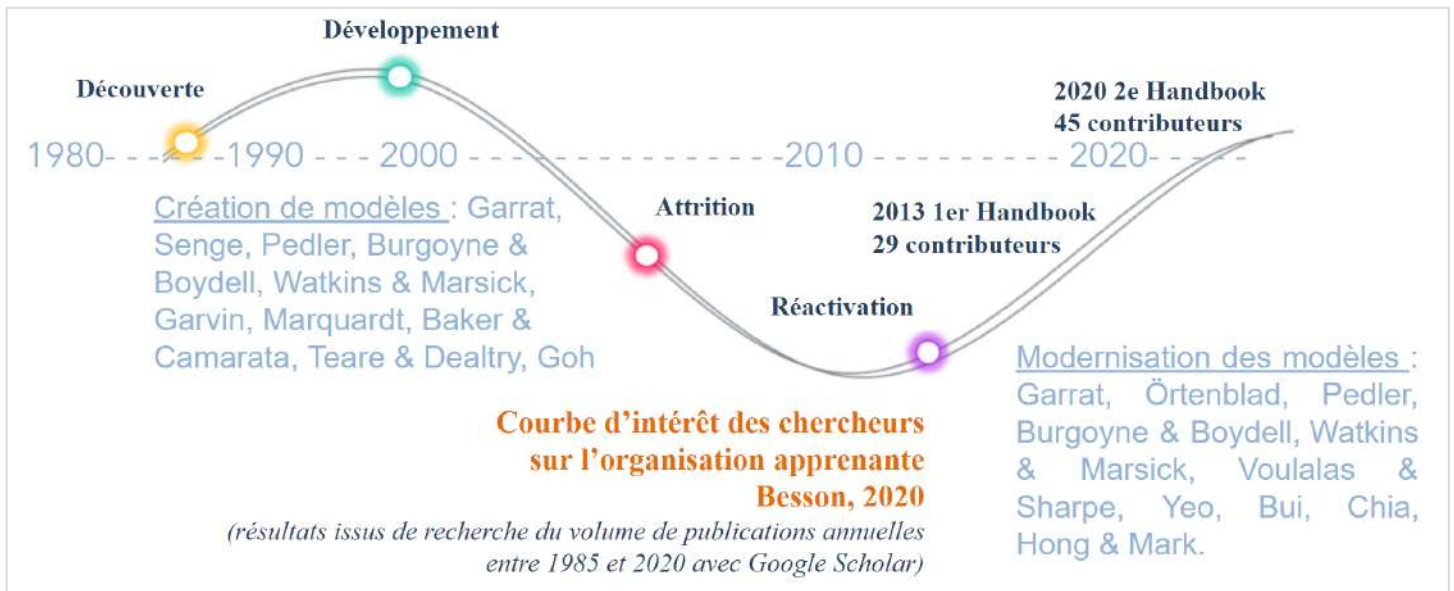 Développement
Découverte
2020 2e Handbook
45 contributeurs
1980- - -----1990 --- 2000 - - - - - - - - - - - - -2010 - - - - - - - - 2020- - - - -
Création de modèles : Garrat,
Senge, Pedler, Burgoyne &
Boydell, Watkins & Marsick,
Garvin, Marquardt, Baker &
Camarata, Teare & Dealtry, Goh
Attrition
2013 1er Handbook
29 contributeurs
Réactivation
Modernisation des modèles :
Garrat, Örtenblad, Pedler,
Burgoyne & Boydell, Watkins
& Marsick, Voulalas &
Sharpe, Yeo, Bui, Chia,
Hong & Mark.
Courbe d'intérêt des chercheurs
sur l'organisation apprenante
Besson, 2020
(résultats issus de recherche du volume de publications annuelles
entre 1985 et 2020 avec Google Scholar)